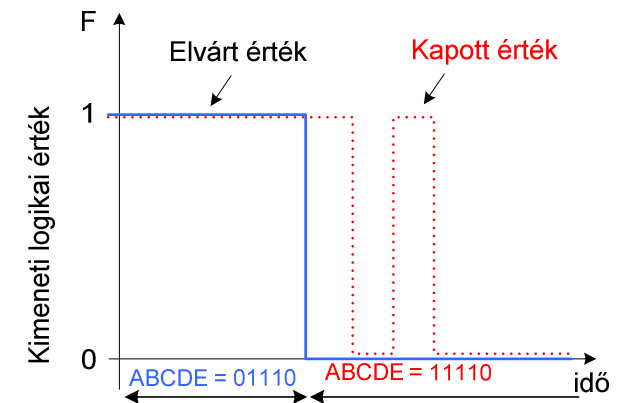 F
Elvárt érték
Kapott érték
1
Kimeneti logikai érték
0
ABCDE = 01110
ABCDE = 11110
idő